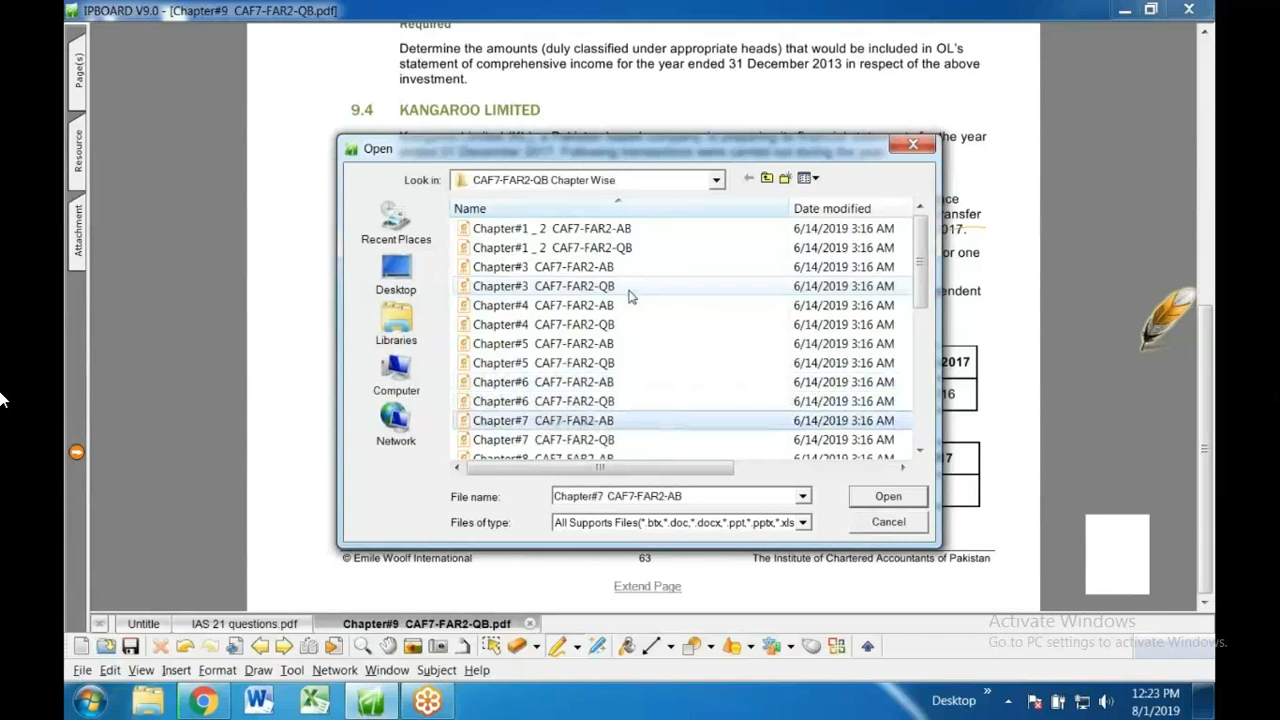 IPBOARD V9.0 - [Chapter#9 CAF7-FAR2-QB.pdf]
Page(s)
Resource
Attachment
Required
Determine the amounts (duly classified under appropriate heads) that would be included in OL's
statement of comprehensive income for the year ended 31 December 2013 in respect of the above
investment.
9.4 KANGAROO LIMITED
the year
Open
Look in: CAF7-FAR2-QB Chapter Wise
Name Date modified
Chapter#1 _ 2 CAF7-FAR2-AB 6/14/2019 3:16 AM
Chapter#1 _ 2 CAF7-FAR2-QB 6/14/2019 3:16 AM
Chapter#3 CAF7-FAR2-AB 6/14/2019 3:16 AM
Chapter#3 CAF7-FAR2-QB 6/14/2019 3:16 AM
Chapter#4 CAF7-FAR2-AB 6/14/2019 3:16 AM
Chapter#4 CAF7-FAR2-QB 6/14/2019 3:16 AM
Chapter#5 CAF7-FAR2-AB 6/14/2019 3:16 AM
Chapter#5 CAF7-FAR2-QB 6/14/2019 3:16 AM
Chapter#6 CAF7-FAR2-AB 6/14/2019 3:16 AM
Chapter#6 CAF7-FAR2-QB 6/14/2019 3:16 AM
Chapter#7 CAF7-FAR2-AB 6/14/2019 3:16 AM
Chapter#7 CAF7-FAR2-QB 6/14/2019 3:16 AM
Recent Places
Desktop
Libraries
Computer
Network
File name: Chapter#7 CAF7-FAR2-AB Open
Files of type: All Supports Files(*.btx,*.doc,*.docx,*.ppt,*.pptx,*.xls Cancel
or one
2017
16
7
© Emile Woolf International 63 The Institute of Chartered Accountants of Pakistan
Extend Page
Untitle IAS 21 questions.pdf Chapter#9 CAF7-FAR2-QB.pdf
Activate Windows
Go to PC settings to activate Windows.
File Edit View Insert Format Draw Tool Network Window Subject Help
Desktop » 12:23 PM
8/1/2019